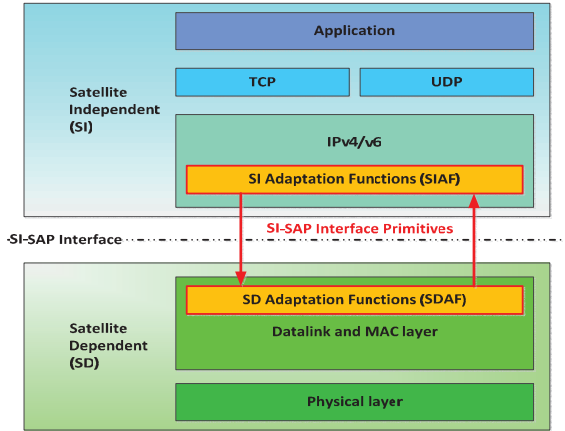 Application
TCP
UDP
Satellite
Independent
(SI)
IPv4/v6
SI Adaptation Functions (SIAF)
SI-SAP Interface Primitives
SI-SAP Interface
SD Adaptation Functions (SDAF)
Datalink and MAC layer
Satellite
Dependent
(SD)
Physical layer